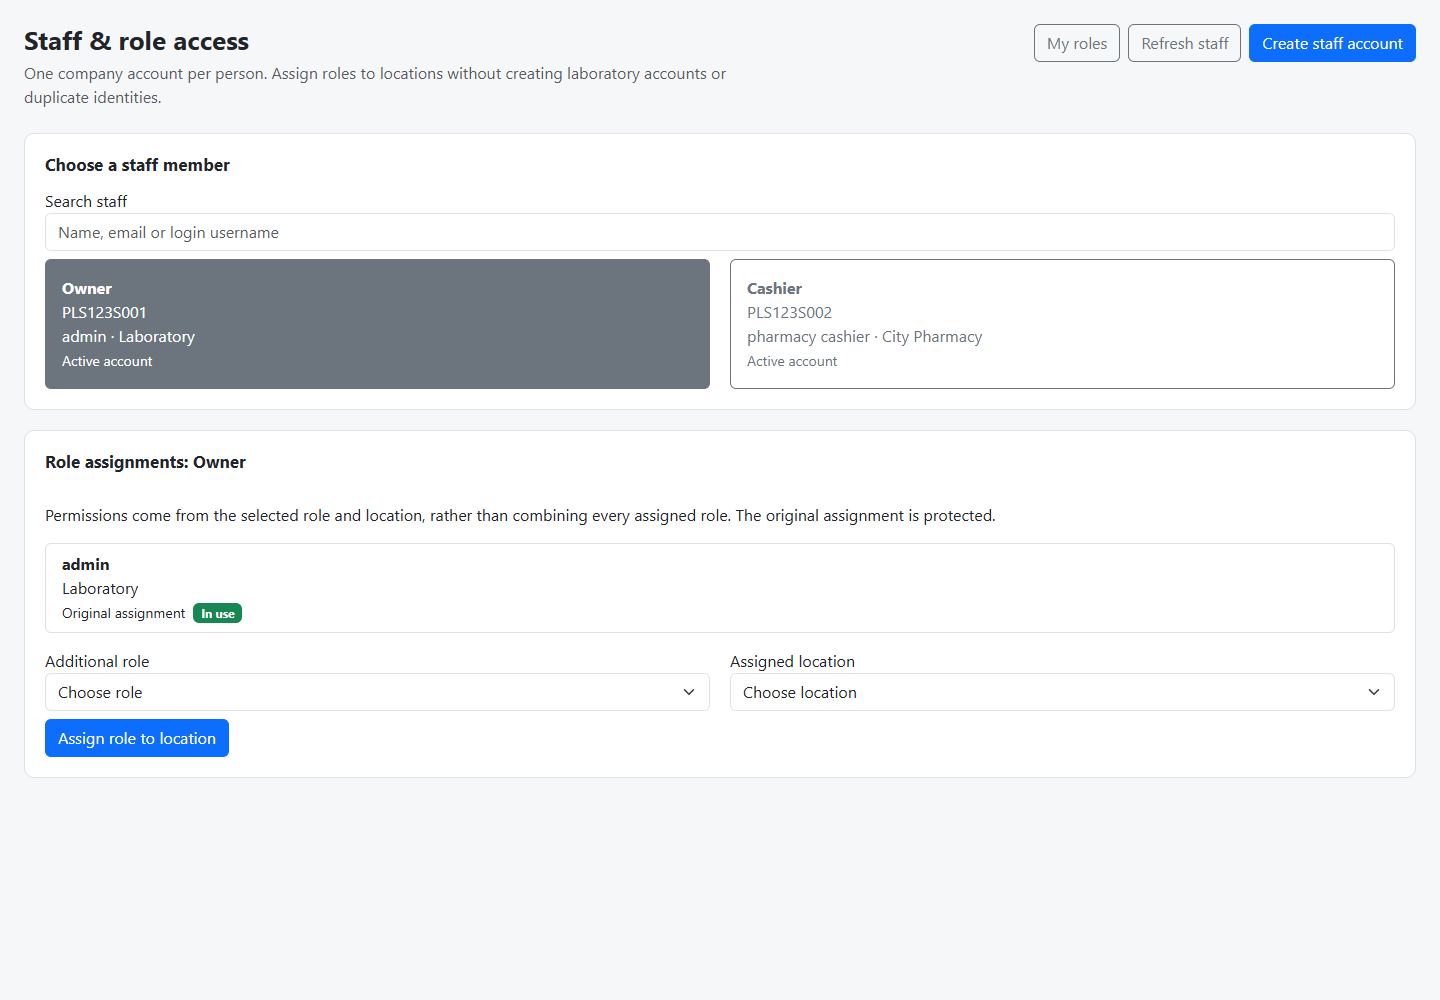 Staff & role access
One company account per person. Assign roles to locations without creating laboratory accounts or
duplicate identities.
My roles
Refresh staff
Create staff account
Choose a staff member
Search staff
Name, email or login username
Owner
PLS123S001
admin · Laboratory
Active account
Cashier
PLS123S002
pharmacy cashier · City Pharmacy
Active account
Role assignments: Owner
Permissions come from the selected role and location, rather than combining every assigned role. The original assignment is protected.
admin
Laboratory
Original assignment In use
Additional role
Choose role
Assigned location
Choose location
Assign role to location